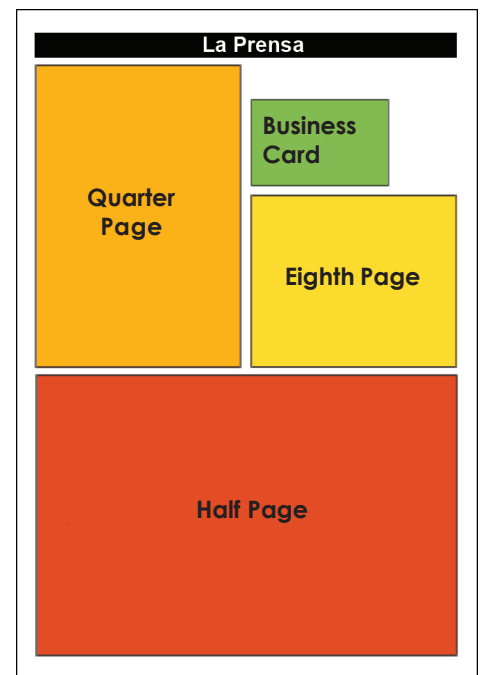 La Prensa
Business
Card
Quarter
Page
Eighth Page
Half Page